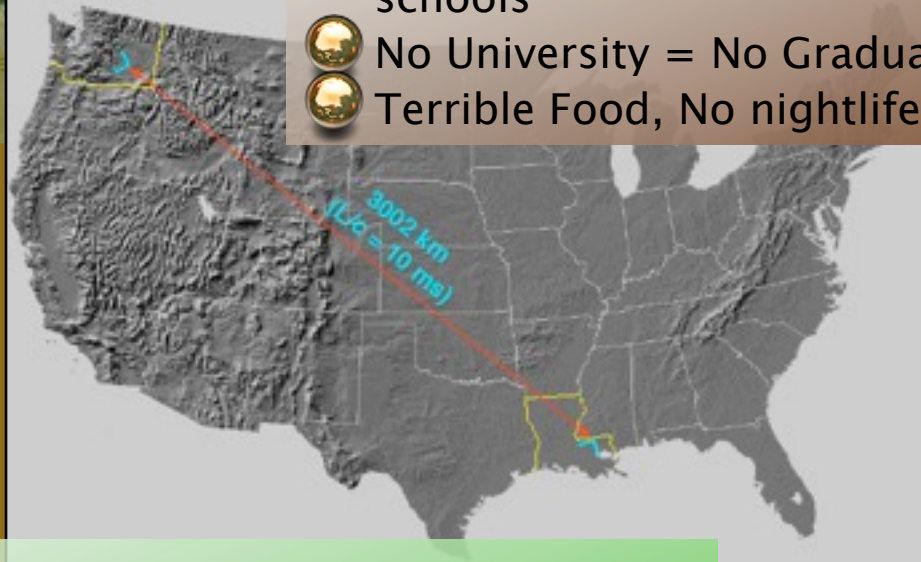 schools
No University = No Gradua
Terrible Food, No nightlife
3002 km
(L/c = 10 ms)